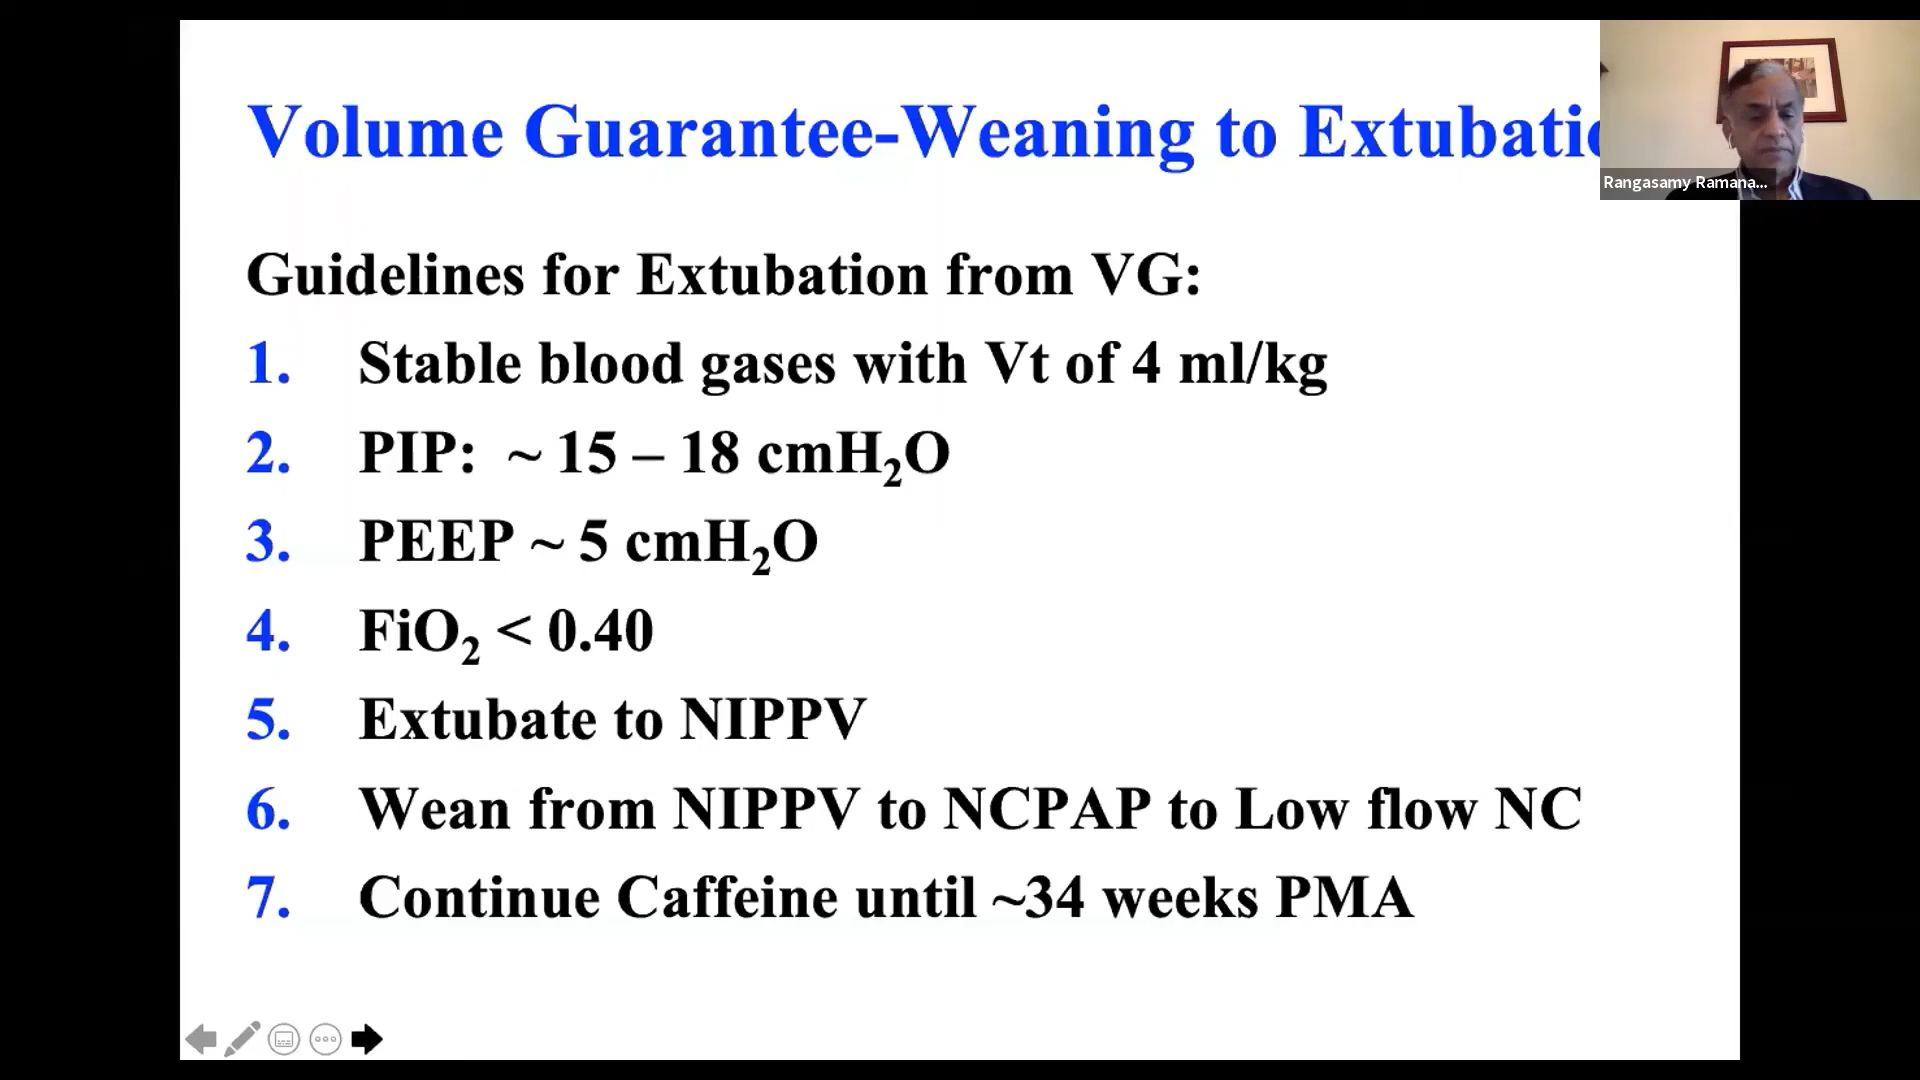 Volume Guarantee-Weaning to Extubatio
Rangasamy Ramana...
Guidelines for Extubation from VG:
1. Stable blood gases with Vt of 4 ml/kg
2. PIP: ~ 15 – 18 cmH₂O
3. PEEP ~ 5 cmH₂O
4. FiO₂ < 0.40
5. Extubate to NIPPV
6. Wean from NIPPV to NCPAP to Low flow NC
7. Continue Caffeine until ~34 weeks PMA